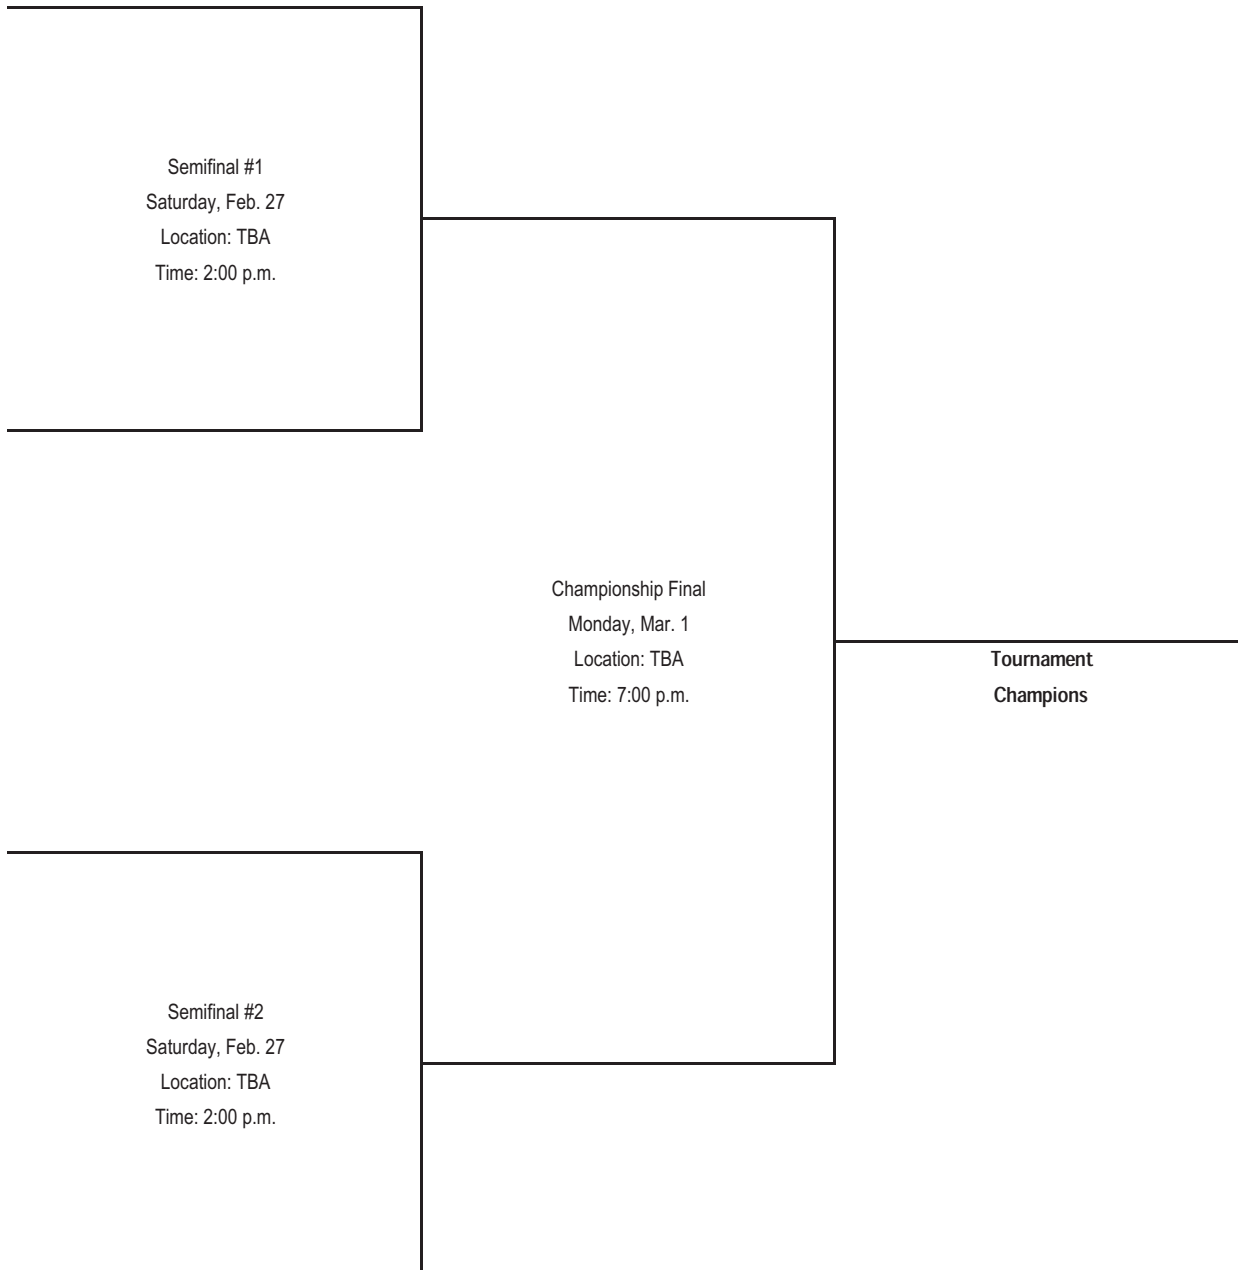 Semifinal #1
Saturday, Feb. 27
Location: TBA
Time: 2:00 p.m.
Championship Final
Monday, Mar. 1
Location: TBA
Time: 7:00 p.m.
Tournament
Champions
Semifinal #2
Saturday, Feb. 27
Location: TBA
Time: 2:00 p.m.